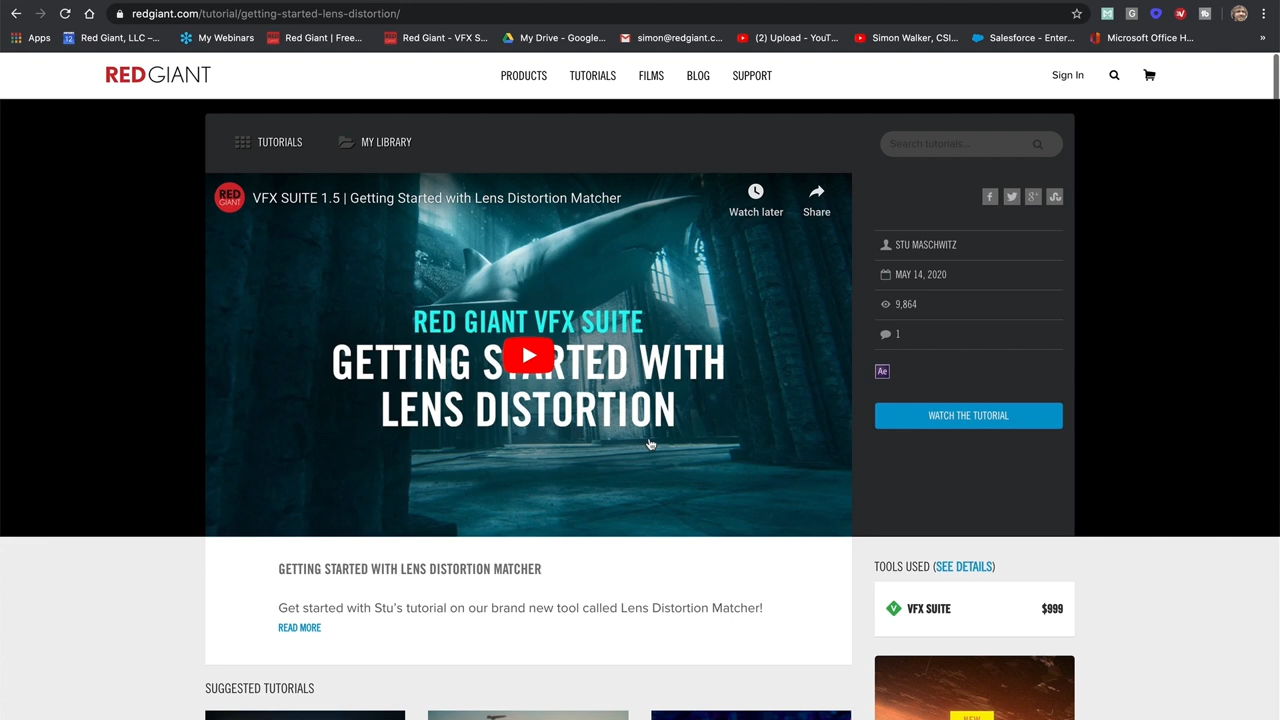 redgiant.com/tutorial/getting-started-lens-distortion/
Apps
12
Red Giant, LLC –...
My Webinars
Red Giant | Free...
Red Giant - VFX S...
My Drive - Google...
simon@redgiant.c...
(2) Upload - YouT...
Simon Walker, CSI...
Salesforce - Enter...
Microsoft Office H...
»
REDGIANT
PRODUCTS
TUTORIALS
FILMS
BLOG
SUPPORT
Sign In
TUTORIALS
MY LIBRARY
Search tutorials...
RED GIANT
VFX SUITE 1.5 | Getting Started with Lens Distortion Matcher
Watch later
Share
RED GIANT VFX SUITE
GETTING STARTED WITH
LENS DISTORTION
STU MASCHWITZ
MAY 14, 2020
9,864
1
Ae
WATCH THE TUTORIAL
GETTING STARTED WITH LENS DISTORTION MATCHER
Get started with Stu's tutorial on our brand new tool called Lens Distortion Matcher!
READ MORE
TOOLS USED (SEE DETAILS)
V VFX SUITE $999
SUGGESTED TUTORIALS
NEW